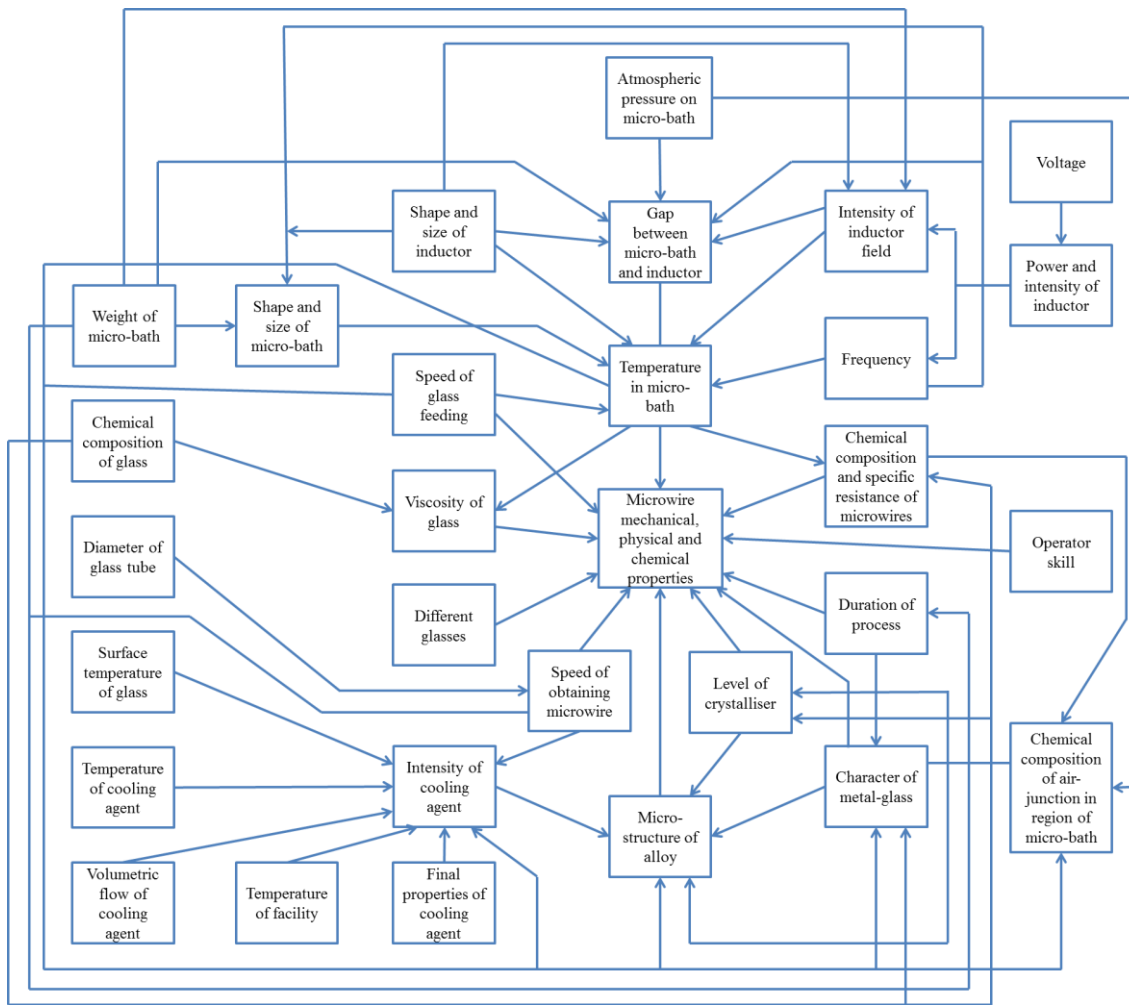 Atmospheric
pressure on
micro-bath
Voltage
Shape and
size of
inductor
Gap
between
micro-bath
and inductor
Intensity of
inductor
field
Power and
intensity of
inductor
Weight of
micro-bath
Shape and
size of
micro-bath
Temperature
in micro-
bath
Frequency
Speed of
glass
feeding
Chemical
composition
of glass
Viscosity of
glass
Microwire
mechanical,
physical and
chemical
properties
Chemical
composition
and specific
resistance of
microwires
Operator
skill
Diameter of
glass tube
Different
glasses
Duration of
process
Surface
temperature
of glass
Speed of
obtaining
microwire
Level of
crystalliser
Temperature
of cooling
agent
Intensity of
cooling
agent
Micro-
structure of
alloy
Character of
metal-glass
Chemical
composition
of air-
junction in
region of
micro-bath
Volumetric
flow of
cooling
agent
Temperature
of facility
Final
properties of
cooling
agent